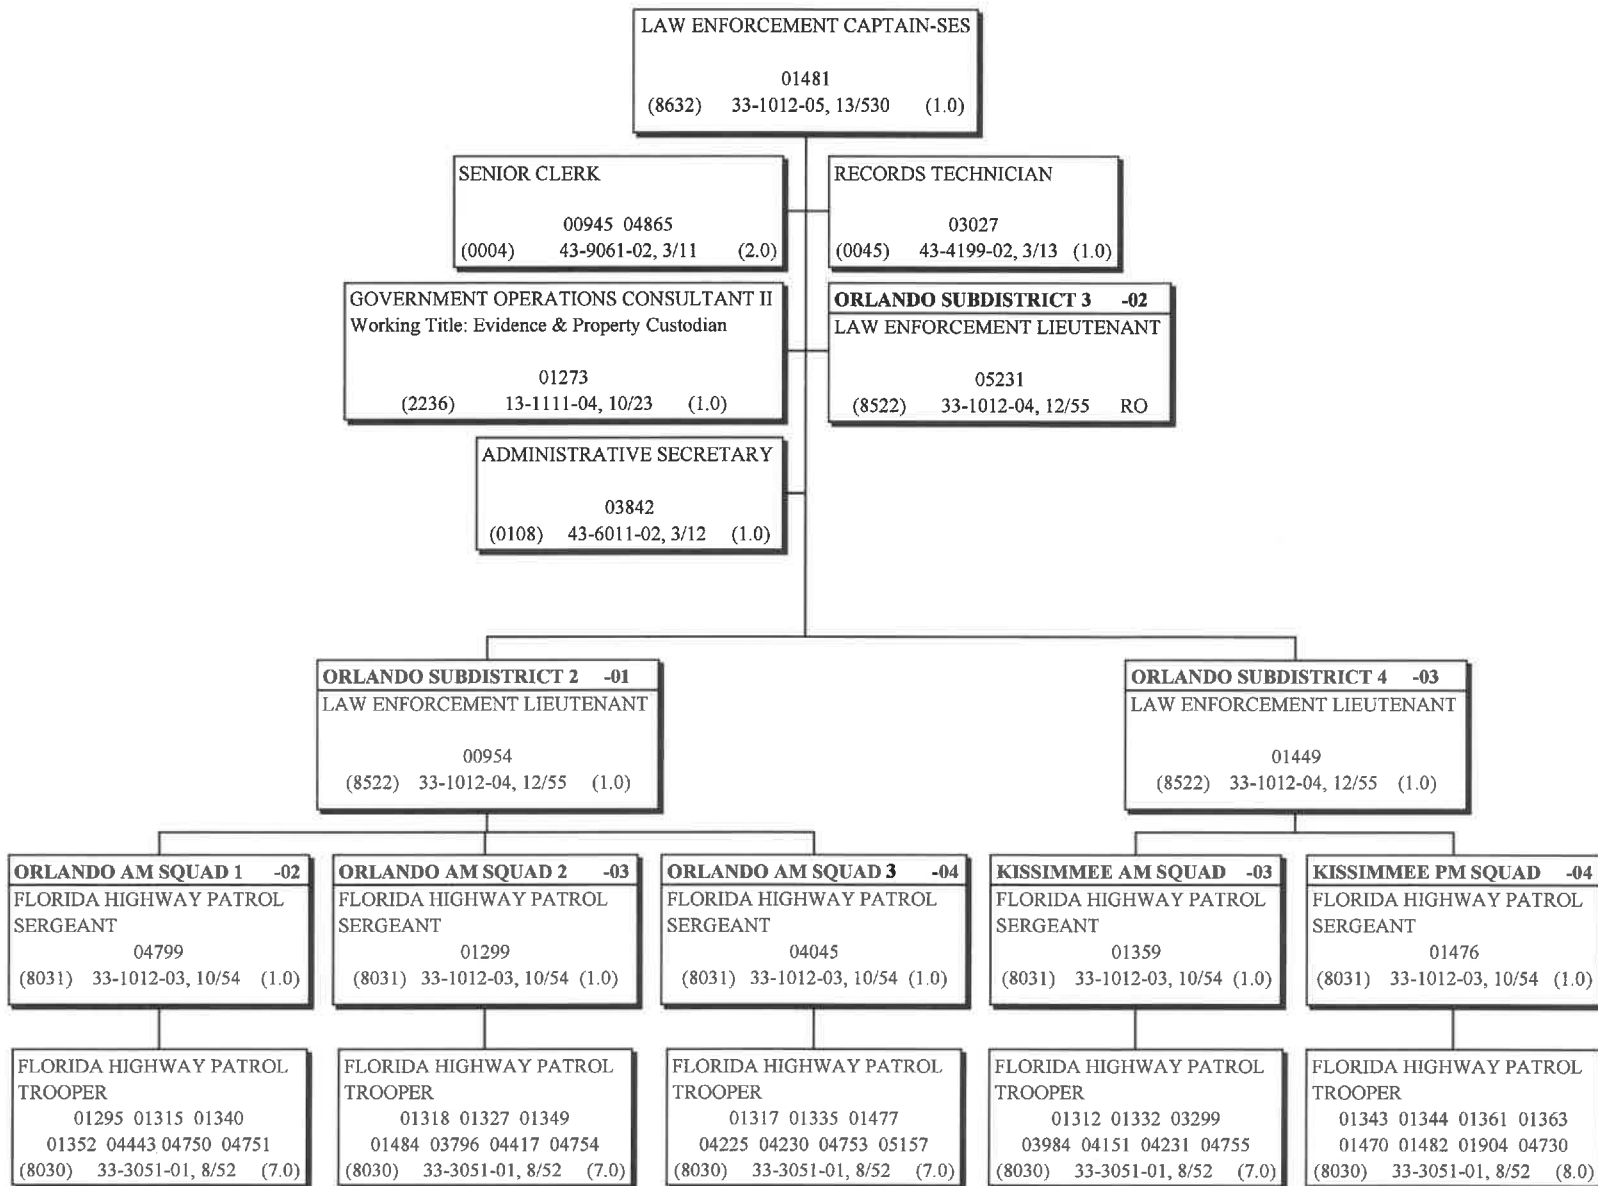 LAW ENFORCEMENT CAPTAIN-SES
01481
(8632) 33-1012-05, 13/530 (1.0)
SENIOR CLERK
00945 04865
(0004) 43-9061-02, 3/11 (2.0)
RECORDS TECHNICIAN
03027
(0045) 43-4199-02, 3/13 (1.0)
GOVERNMENT OPERATIONS CONSULTANT II
Working Title: Evidence & Property Custodian
01273
(2236) 13-1111-04, 10/23 (1.0)
ORLANDO SUBDISTRICT 3 -02
LAW ENFORCEMENT LIEUTENANT
05231
(8522) 33-1012-04, 12/55 RO
ADMINISTRATIVE SECRETARY
03842
(0108) 43-6011-02, 3/12 (1.0)
ORLANDO SUBDISTRICT 2 -01
LAW ENFORCEMENT LIEUTENANT
00954
(8522) 33-1012-04, 12/55 (1.0)
ORLANDO SUBDISTRICT 4 -03
LAW ENFORCEMENT LIEUTENANT
01449
(8522) 33-1012-04, 12/55 (1.0)
ORLANDO AM SQUAD 1 -02
FLORIDA HIGHWAY PATROL
SERGEANT
04799
(8031) 33-1012-03, 10/54 (1.0)
ORLANDO AM SQUAD 2 -03
FLORIDA HIGHWAY PATROL
SERGEANT
01299
(8031) 33-1012-03, 10/54 (1.0)
ORLANDO AM SQUAD 3 -04
FLORIDA HIGHWAY PATROL
SERGEANT
04045
(8031) 33-1012-03, 10/54 (1.0)
KISSIMMEE AM SQUAD -03
FLORIDA HIGHWAY PATROL
SERGEANT
01359
(8031) 33-1012-03, 10/54 (1.0)
KISSIMMEE PM SQUAD -04
FLORIDA HIGHWAY PATROL
SERGEANT
01476
(8031) 33-1012-03, 10/54 (1.0)
FLORIDA HIGHWAY PATROL
TROOPER
01295 01315 01340
01352 04443 04750 04751
(8030) 33-3051-01, 8/52 (7.0)
FLORIDA HIGHWAY PATROL
TROOPER
01318 01327 01349
01484 03796 04417 04754
(8030) 33-3051-01, 8/52 (7.0)
FLORIDA HIGHWAY PATROL
TROOPER
01317 01335 01477
04225 04230 04753 05157
(8030) 33-3051-01, 8/52 (7.0)
FLORIDA HIGHWAY PATROL
TROOPER
01312 01332 03299
03984 04151 04231 04755
(8030) 33-3051-01, 8/52 (7.0)
FLORIDA HIGHWAY PATROL
TROOPER
01343 01344 01361 01363
01470 01482 01904 04730
(8030) 33-3051-01, 8/52 (8.0)